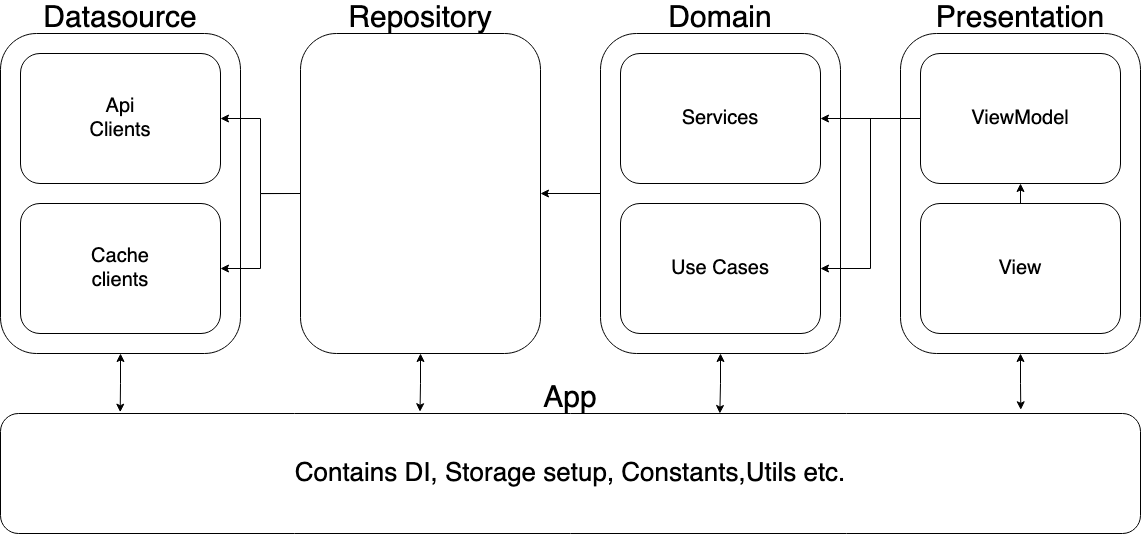 Datasource
Repository
Domain
Presentation
Api
Clients
Services
ViewModel
Cache
clients
Use Cases
View
App
Contains DI, Storage setup, Constants,Utils etc.